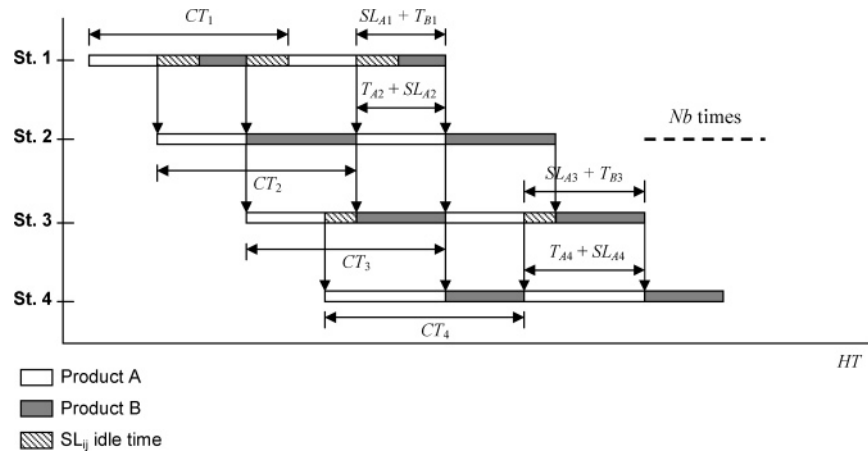 CT1
SLA1 + TB1
St. 1
TA2 + SLA2
St. 2
Nb times
CT2
SLA3 + TB3
St. 3
CT3
TA4 + SLA4
St. 4
CT4
HT
Product A
Product B
SLij idle time